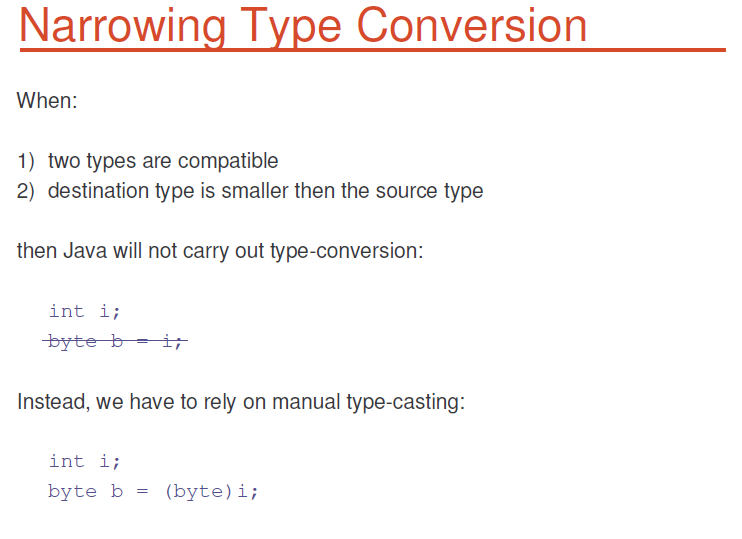 Narrowing Type Conversion
When:
1) two types are compatible
2) destination type is smaller then the source type
then Java will not carry out type-conversion:
int i;
byte b = i;
Instead, we have to rely on manual type-casting:
int i;
byte b = (byte)i;